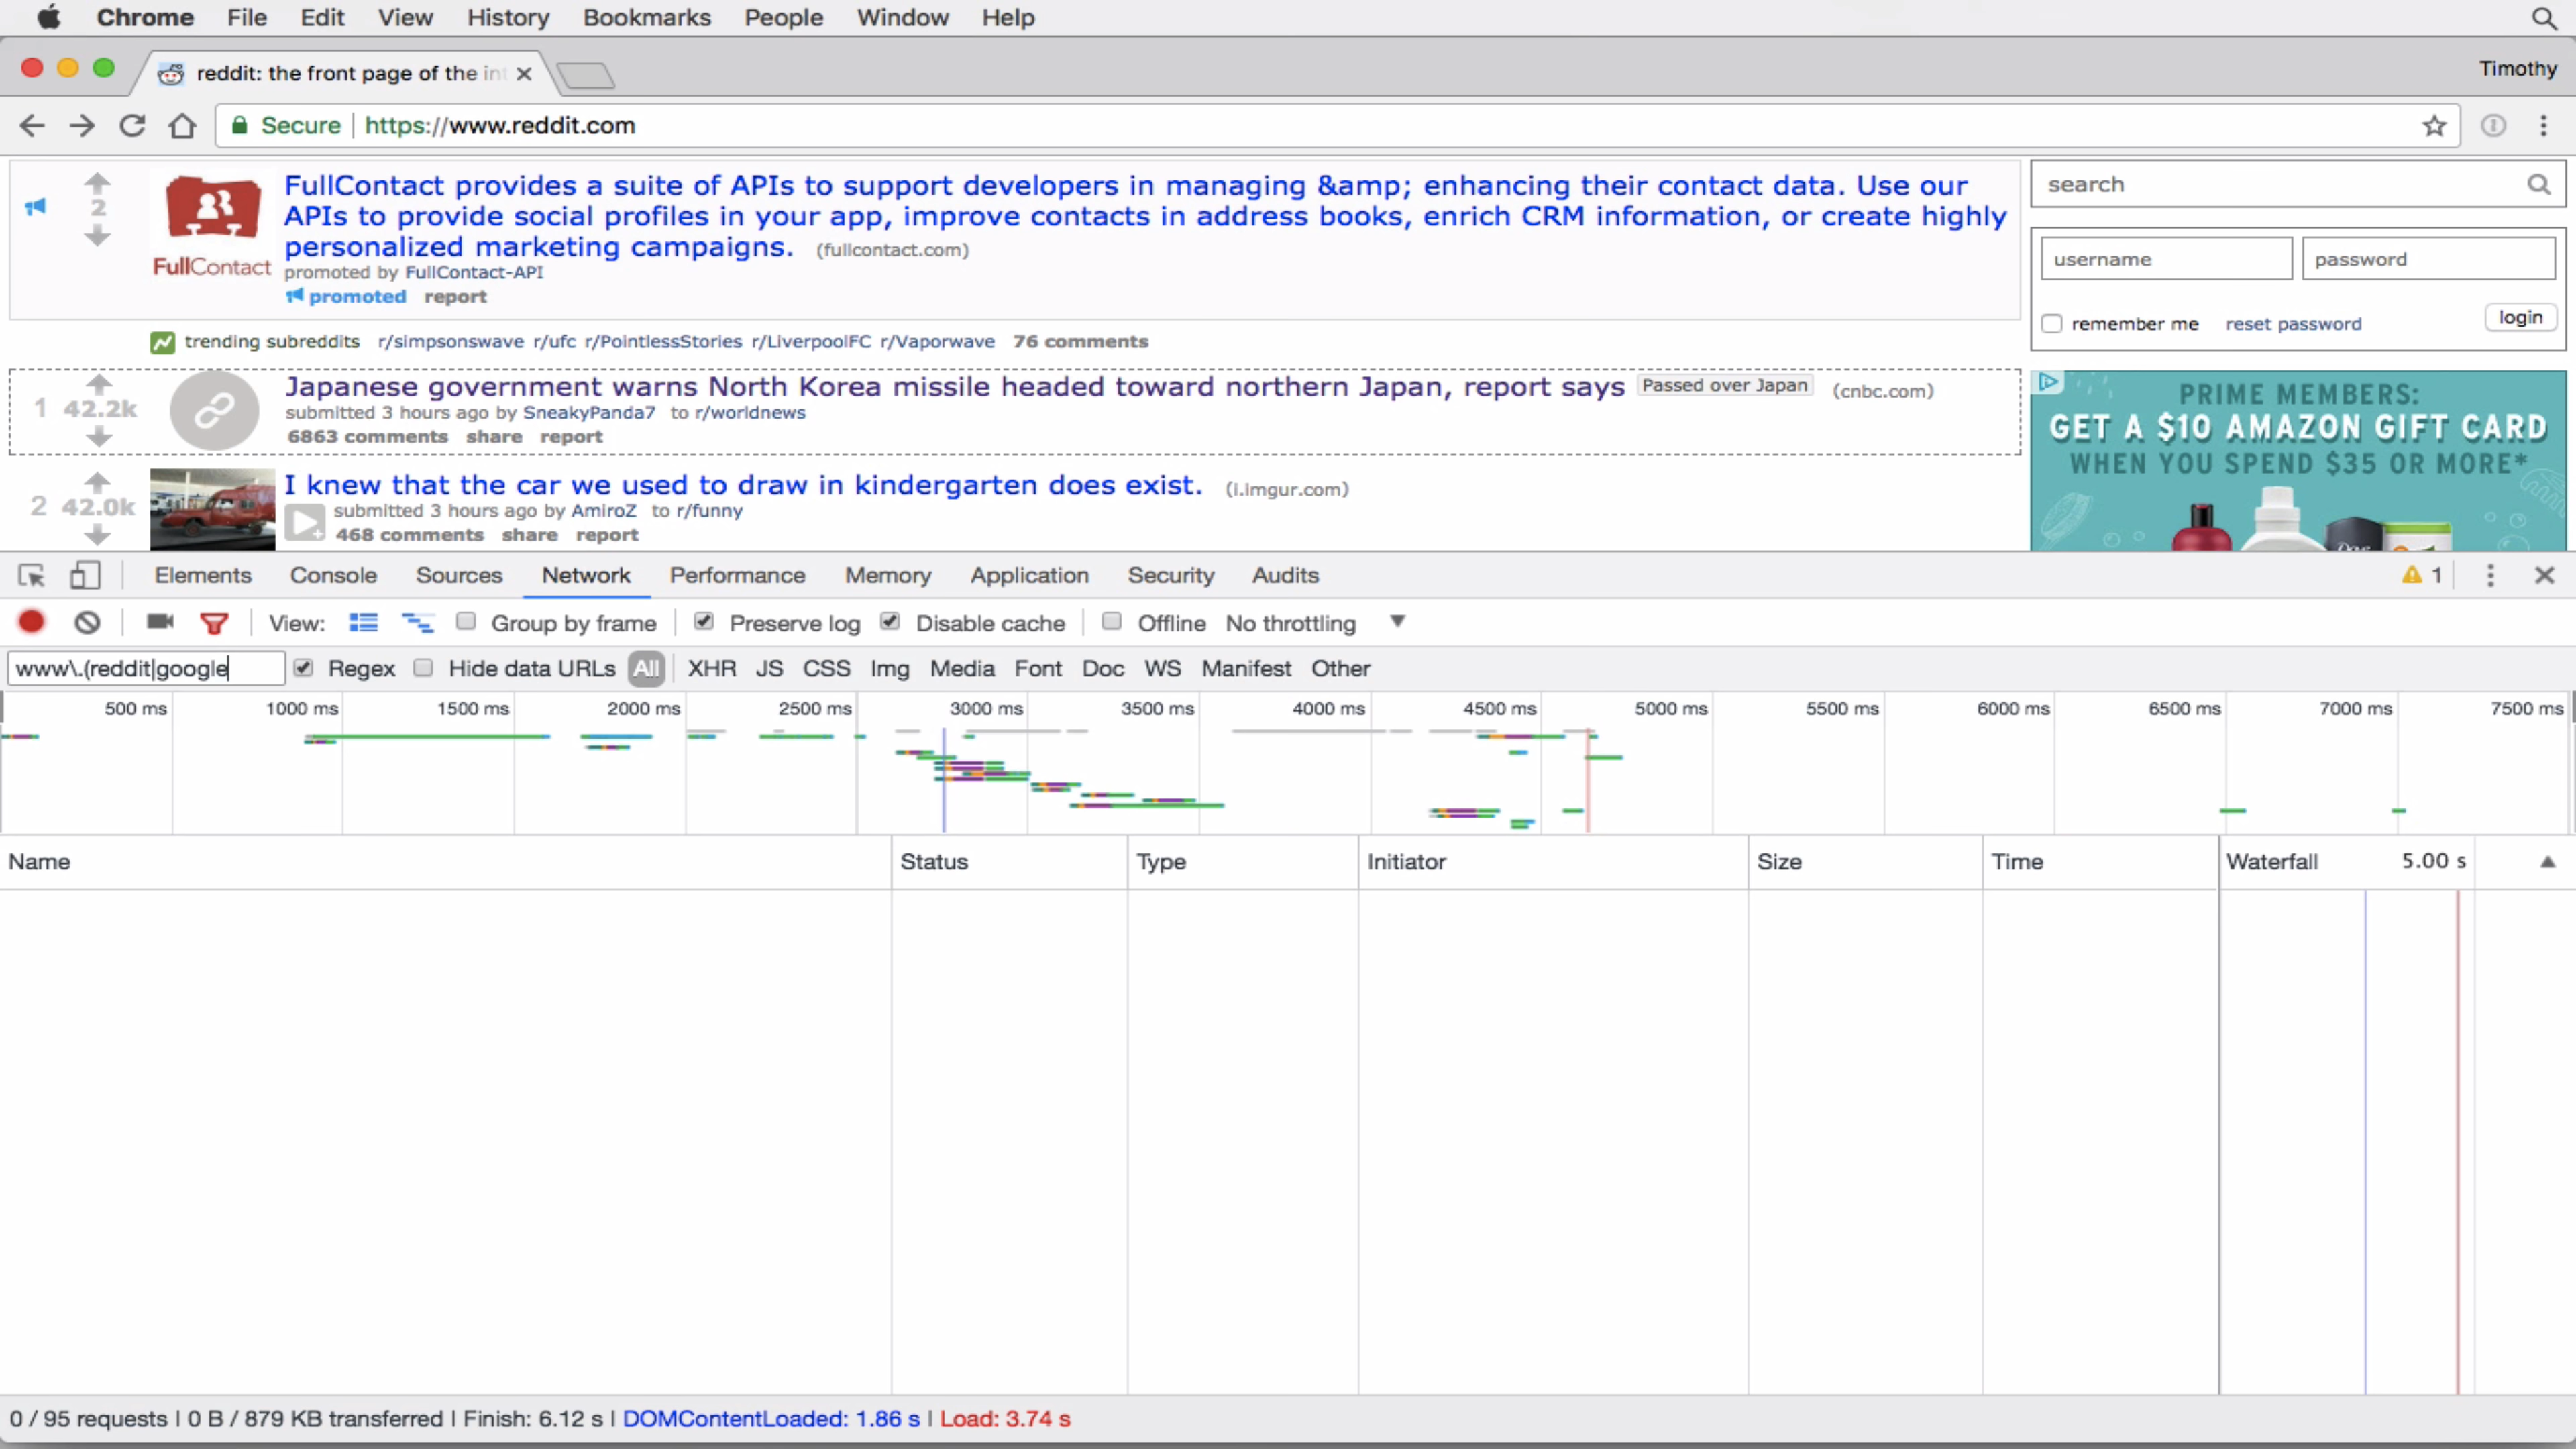 Chrome File Edit View History Bookmarks People Window Help
reddit: the front page of the int
Timothy
Secure https://www.reddit.com
2
FullContact
FullContact provides a suite of APIs to support developers in managing &amp; enhancing their contact data. Use our
APIs to provide social profiles in your app, improve contacts in address books, enrich CRM information, or create highly
personalized marketing campaigns. (fullcontact.com)
promoted by FullContact-API
promoted report
search
username password
remember me reset password login
trending subreddits r/simpsonswave r/ufc r/PointlessStories r/LiverpoolFC r/Vaporwave 76 comments
1 42.2k
Japanese government warns North Korea missile headed toward northern Japan, report says Passed over Japan (cnbc.com)
submitted 3 hours ago by SneakyPanda7 to r/worldnews
6863 comments share report
2 42.0k
I knew that the car we used to draw in kindergarten does exist. (i.imgur.com)
submitted 3 hours ago by AmiroZ to r/funny
468 comments share report
PRIME MEMBERS:
GET A $10 AMAZON GIFT CARD
WHEN YOU SPEND $35 OR MORE*
Dove
Elements Console Sources Network Performance Memory Application Security Audits 1
View: Group by frame Preserve log Disable cache Offline No throttling
www\.(reddit|google Regex Hide data URLs All XHR JS CSS Img Media Font Doc WS Manifest Other
500 ms 1000 ms 1500 ms 2000 ms 2500 ms 3000 ms 3500 ms 4000 ms 4500 ms 5000 ms 5500 ms 6000 ms 6500 ms 7000 ms 7500 ms
Name Status Type Initiator Size Time Waterfall 5.00 s
0 / 95 requests | 0 B / 879 KB transferred | Finish: 6.12 s | DOMContentLoaded: 1.86 s | Load: 3.74 s